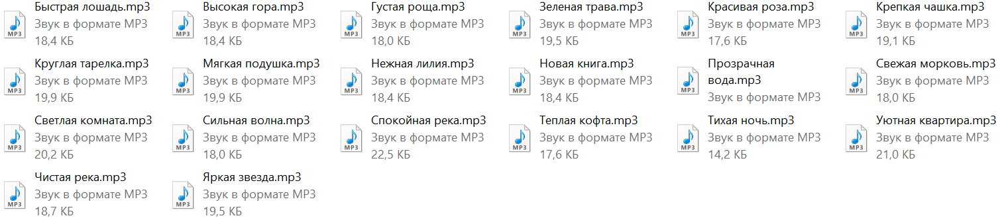 Быстрая лошадь.mp3
Звук в формате MP3
18,4 КБ
Высокая гора.mp3
Звук в формате MP3
18,4 КБ
Густая роща.mp3
Звук в формате MP3
18,0 КБ
Зеленая трава.mp3
Звук в формате MP3
19,5 КБ
Красивая роза.mp3
Звук в формате MP3
17,6 КБ
Крепкая чашка.mp3
Звук в формате MP3
19,1 КБ
Круглая тарелка.mp3
Звук в формате MP3
19,9 КБ
Мягкая подушка.mp3
Звук в формате MP3
19,9 КБ
Нежная лилия.mp3
Звук в формате MP3
18,4 КБ
Новая книга.mp3
Звук в формате MP3
18,4 КБ
Прозрачная
вода.mp3
Звук в формате MP3
Свежая морковь.mp3
Звук в формате MP3
18,0 КБ
Светлая комната.mp3
Звук в формате MP3
20,2 КБ
Сильная волна.mp3
Звук в формате MP3
18,0 КБ
Спокойная река.mp3
Звук в формате MP3
22,5 КБ
Теплая кофта.mp3
Звук в формате MP3
17,6 КБ
Тихая ночь.mp3
Звук в формате MP3
14,2 КБ
Уютная квартира.mp3
Звук в формате MP3
21,0 КБ
Чистая река.mp3
Звук в формате MP3
18,7 КБ
Яркая звезда.mp3
Звук в формате MP3
19,5 КБ